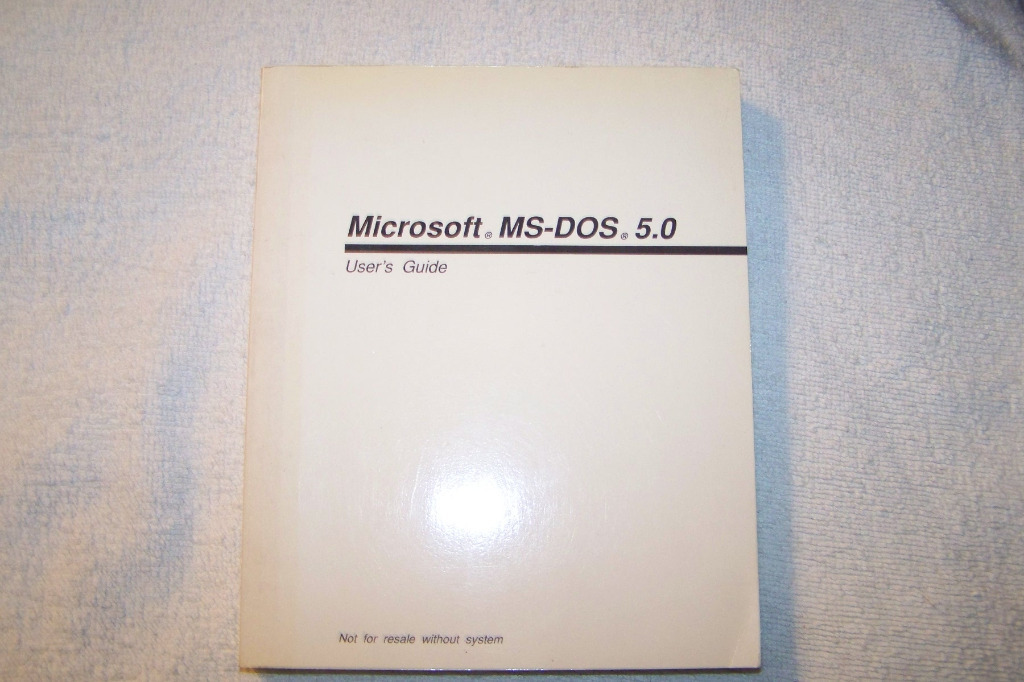 Microsoft® MS-DOS® 5.0
User's Guide
Not for resale without system